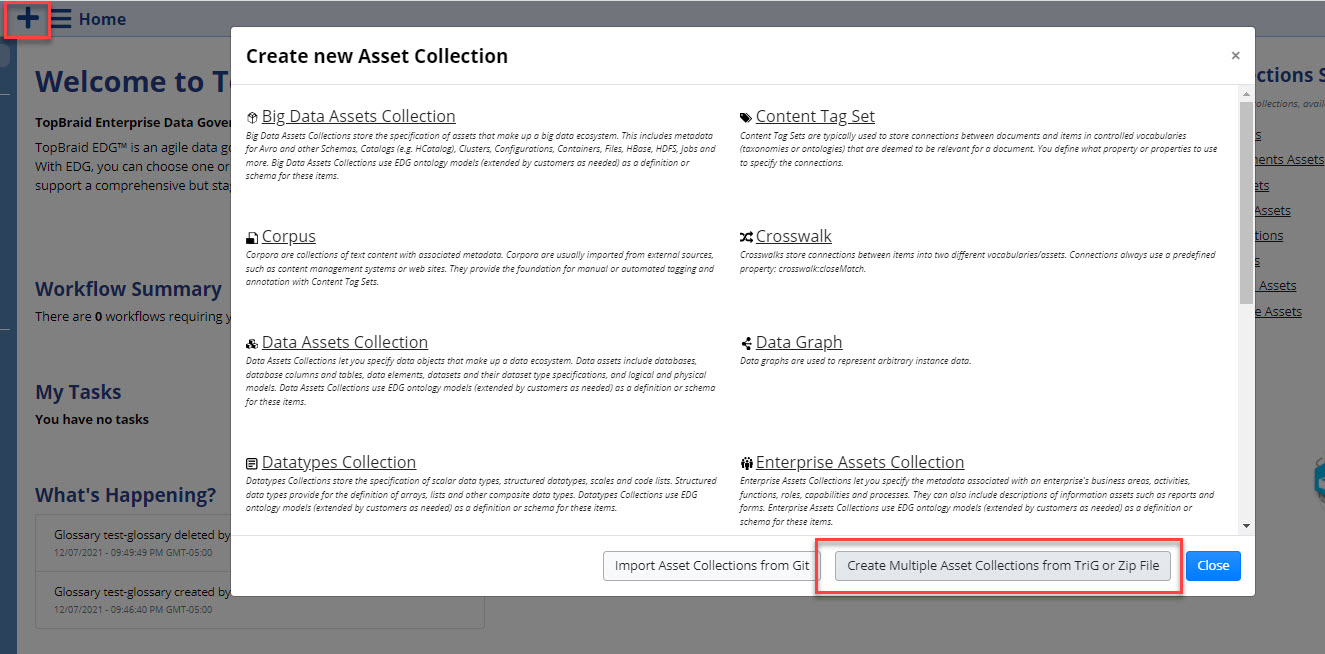 Home
Create new Asset Collection
×
Welcome to T
TopBraid Enterprise Data Gover
TopBraid EDG™ is an agile data go
With EDG, you can choose one or
support a comprehensive but stag
Workflow Summary
There are 0 workflows requiring y
My Tasks
You have no tasks
What's Happening?
Glossary test-glossary deleted by
12/07/2021 - 09:49:49 PM GMT-05:00
Glossary test-glossary created by
12/07/2021 - 09:46:40 PM GMT-05:00
Big Data Assets Collection
Big Data Assets Collections store the specification of assets that make up a big data ecosystem. This includes metadata
for Avro and other Schemas, Catalogs (e.g. HCatalog), Clusters, Configurations, Containers, Files, HBase, HDFS, Jobs and
more. Big Data Assets Collections use EDG ontology models (extended by customers as needed) as a definition or
schema for these items.
Content Tag Set
Content Tag Sets are typically used to store connections between documents and items in controlled vocabularies
(taxonomies or ontologies) that are deemed to be relevant for a document. You define what property or properties to use
to specify the connections.
Corpus
Corpora are collections of text content with associated metadata. Corpora are usually imported from external sources,
such as content management systems or web sites. They provide the foundation for manual or automated tagging and
annotation with Content Tag Sets.
Crosswalk
Crosswalks store connections between items into two different vocabularies/assets. Connections always use a predefined
property: crosswalk:closeMatch.
Data Assets Collection
Data Assets Collections let you specify data objects that make up a data ecosystem. Data assets include databases,
database columns and tables, data elements, datasets and their dataset type specifications, and logical and physical
models. Data Assets Collections use EDG ontology models (extended by customers as needed) as a definition or schema
for these items.
Data Graph
Data graphs are used to represent arbitrary instance data.
Datatypes Collection
Datatypes Collections store the specification of scalar data types, structured datatypes, scales and code lists. Structured
data types provide for the definition of arrays, lists and other composite data types. Datatypes Collections use EDG
ontology models (extended by customers as needed) as a definition or schema for these items.
Enterprise Assets Collection
Enterprise Assets Collections let you specify the metadata associated with an enterprise's business areas, activities,
functions, roles, capabilities and processes. They can also include descriptions of information assets such as reports and
forms. Enterprise Assets Collections use EDG ontology models (extended by customers as needed) as a definition or
schema for these items.
Import Asset Collections from Git
Create Multiple Asset Collections from TriG or Zip File
Close
ctions S
ollections, avail
s
ents Assets
ets
Assets
tions
s
Assets
e Assets